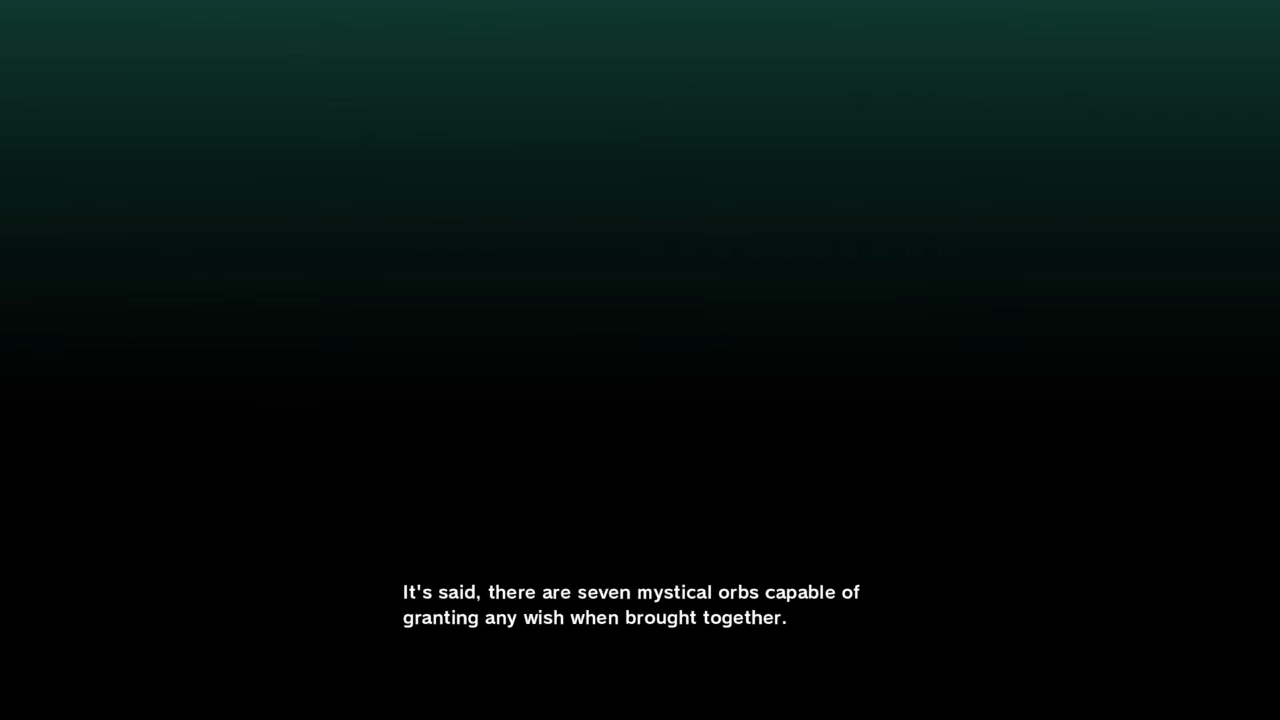 It's said, there are seven mystical orbs capable of
granting any wish when brought together.